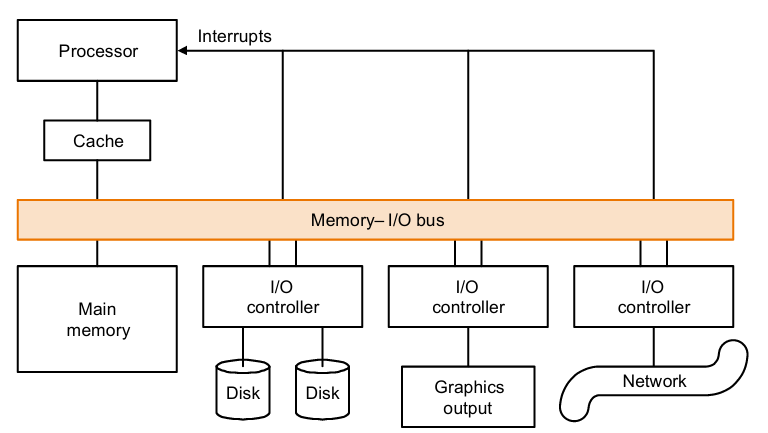 Interrupts
Processor
Cache
Memory– I/O bus
Main
memory
I/O
controller
I/O
controller
I/O
controller
Disk
Disk
Graphics
output
Network